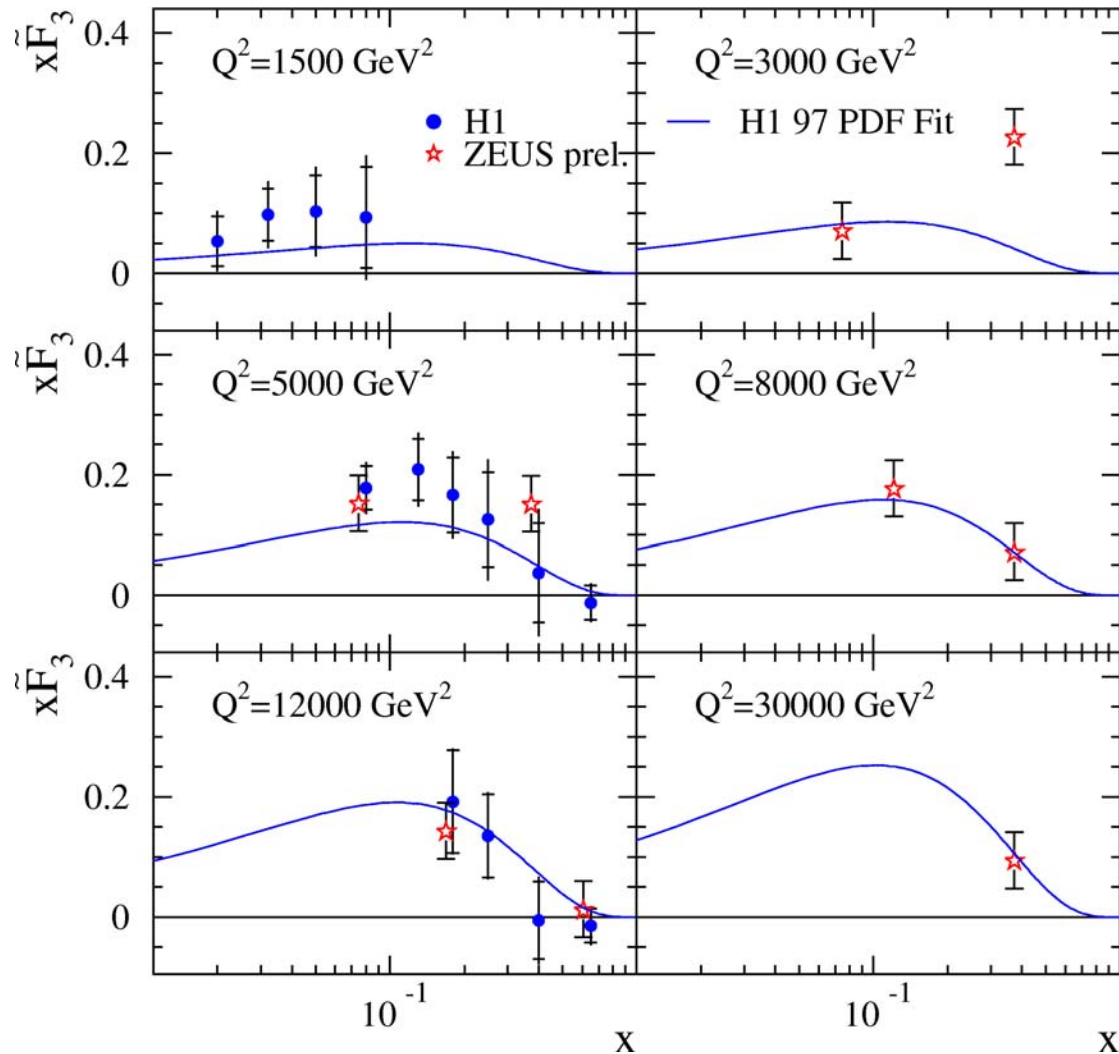 xF̃₃ 0.4 Q²=1500 GeV² Q²=3000 GeV²
H1 H1 97 PDF Fit
0.2 ZEUS prel.
0
xF̃₃ 0.4 Q²=5000 GeV² Q²=8000 GeV²
0.2
0
xF̃₃ 0.4 Q²=12000 GeV² Q²=30000 GeV²
0.2
0
10⁻¹ 10⁻¹
x x